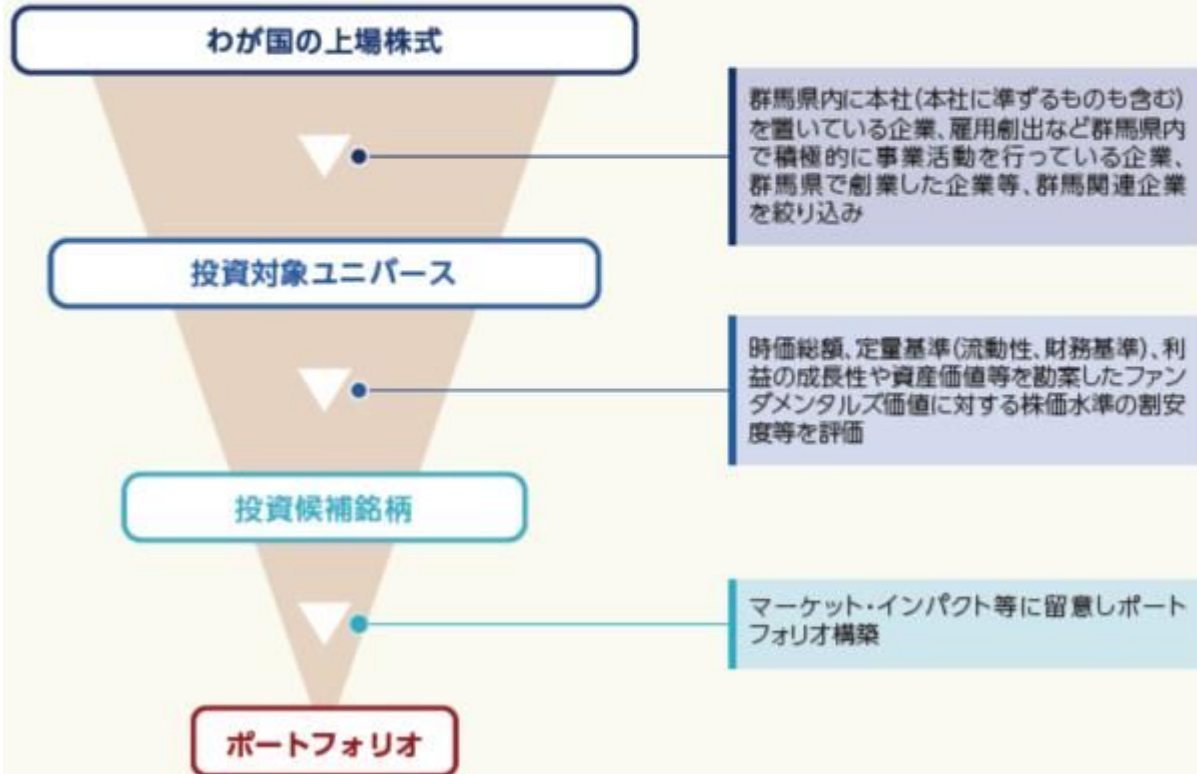 わが国の上場株式
群馬県内に本社(本社に準ずるものも含む)
を置いている企業、雇用創出など群馬県内
で積極的に事業活動を行っている企業、
群馬県で創業した企業等、群馬関連企業
を絞り込み
投資対象ユニバース
時価総額、定量基準(流動性、財務基準)、利
益の成長性や資産価値等を勘案したファン
ダメンタルズ価値に対する株価水準の割安
度等を評価
投資候補銘柄
マーケット・インパクト等に留意しポート
フォリオ構築
ポートフォリオ